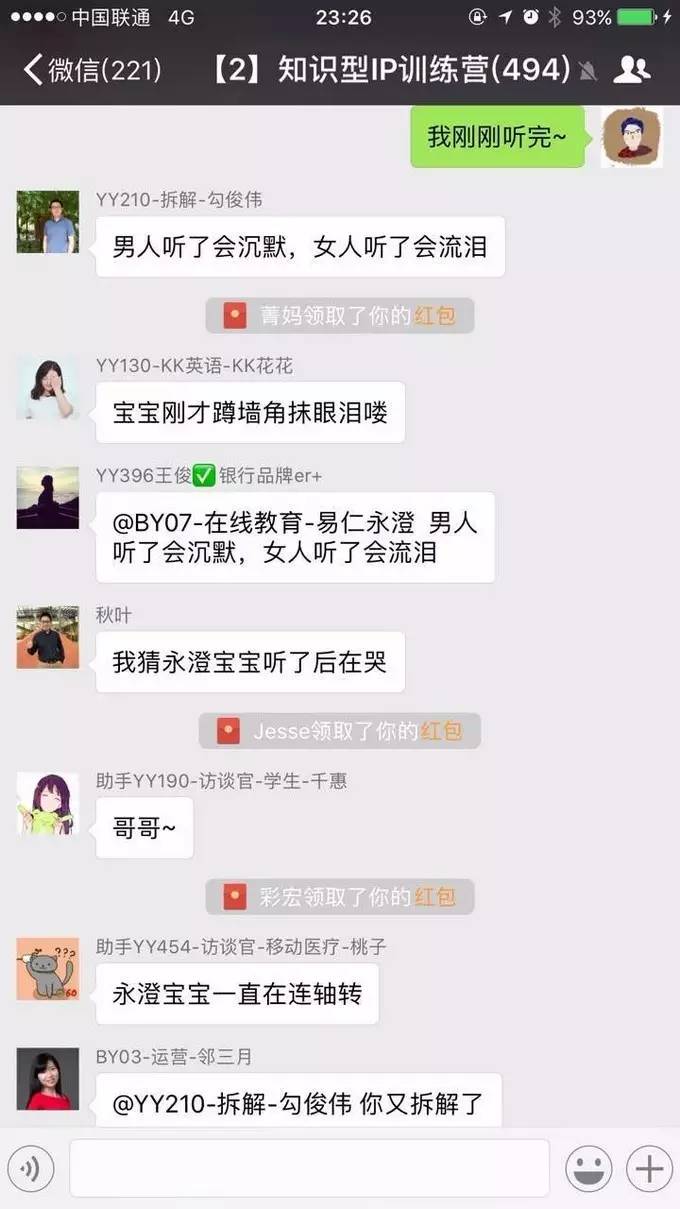 中国联通 4G 23:26 93%
微信(221) 【2】知识型IP训练营(494)
我刚刚听完~
YY210-拆解-勾俊伟
男人听了会沉默，女人听了会流泪
菁妈领取了你的红包
YY130-KK英语-KK花花
宝宝刚才蹲墙角抹眼泪喽
YY396王俊✅银行品牌er+
@BY07-在线教育-易仁永澄 男人
听了会沉默，女人听了会流泪
秋叶
我猜永澄宝宝听了后在哭
Jesse领取了你的红包
助手YY190-访谈官-学生-千惠
哥哥~
彩宏领取了你的红包
助手YY454-访谈官-移动医疗-桃子
???
60
永澄宝宝一直在连轴转
BY03-运营-邻三月
@YY210-拆解-勾俊伟 你又拆解了